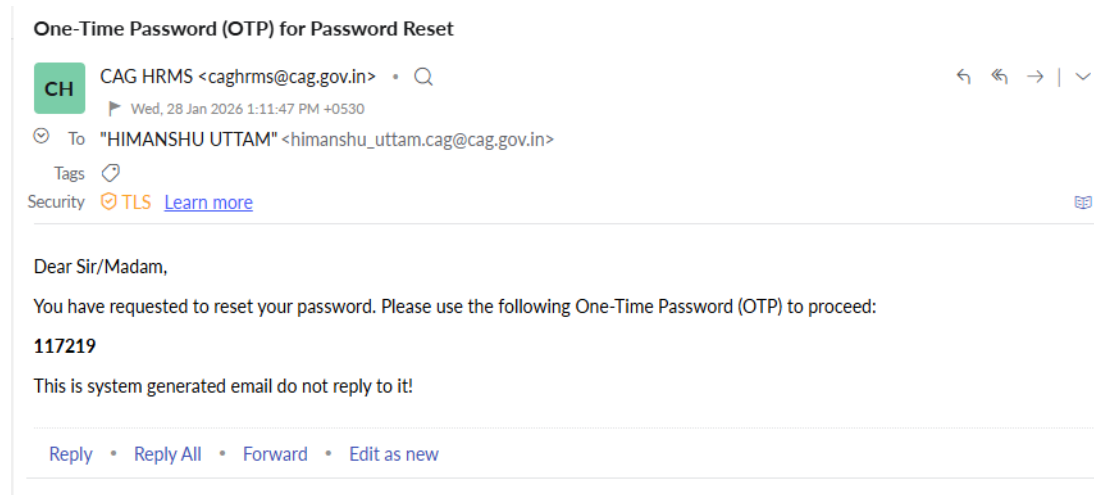 One-Time Password (OTP) for Password Reset
CH
CAG HRMS <caghrms@cag.gov.in> •
Wed, 28 Jan 2026 1:11:47 PM +0530
To "HIMANSHU UTTAM" <himanshu_uttam.cag@cag.gov.in>
Tags
Security TLS Learn more
Dear Sir/Madam,
You have requested to reset your password. Please use the following One-Time Password (OTP) to proceed:
117219
This is system generated email do not reply to it!
Reply • Reply All • Forward • Edit as new